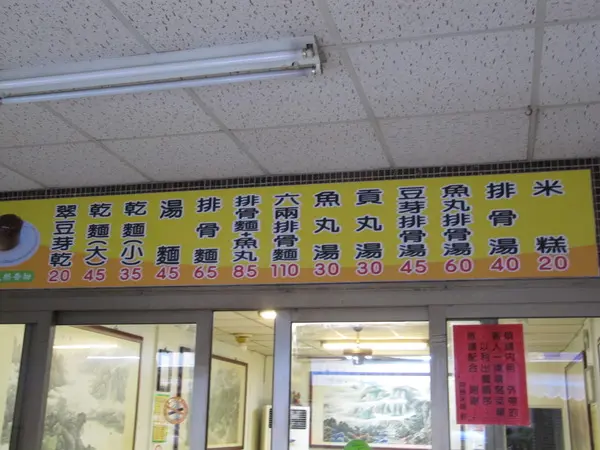 米糕 20
排骨湯 40
魚丸排骨湯 60
豆芽排骨湯 45
貢丸湯 30
魚丸湯 30
六兩排骨麵 110
排骨麵+魚丸 85
排骨麵 65
湯麵 45
乾麵(小) 35
乾麵(大) 45
翠豆芽乾 20